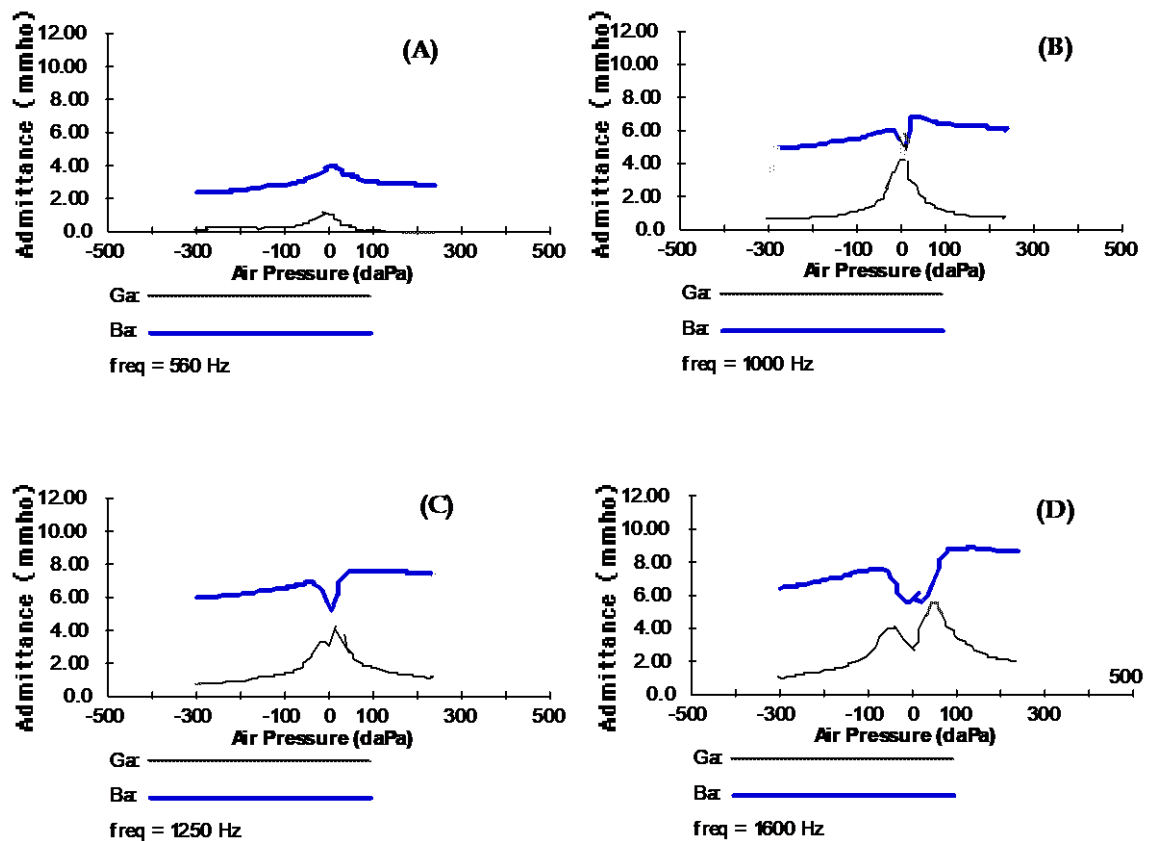 (A)
Admittance ( mmho)
12.00
10.00
8.00
6.00
4.00
2.00
0.0
-500 -300 -100 0 100 300 500
Air Pressure (daPa)
Ga:
Ba:
freq = 560 Hz
(B)
Admittance ( mmho)
12.00
10.00
8.00
6.00
4.00
2.00
0.0
-500 -300 -100 0 100 300 500
Air Pressure (daPa)
Ga:
Ba:
freq = 1000 Hz
(C)
Admittance ( mmho)
12.00
10.00
8.00
6.00
4.00
2.00
0.0
-500 -300 -100 0 100 300 500
Air Pressure (daPa)
Ga:
Ba:
freq = 1250 Hz
(D)
Admittance ( mmho)
12.00
10.00
8.00
6.00
4.00
2.00
0.0
500
-500 -300 -100 0 100 300
Air Pressure (daPa)
Ga:
Ba:
freq = 1600 Hz